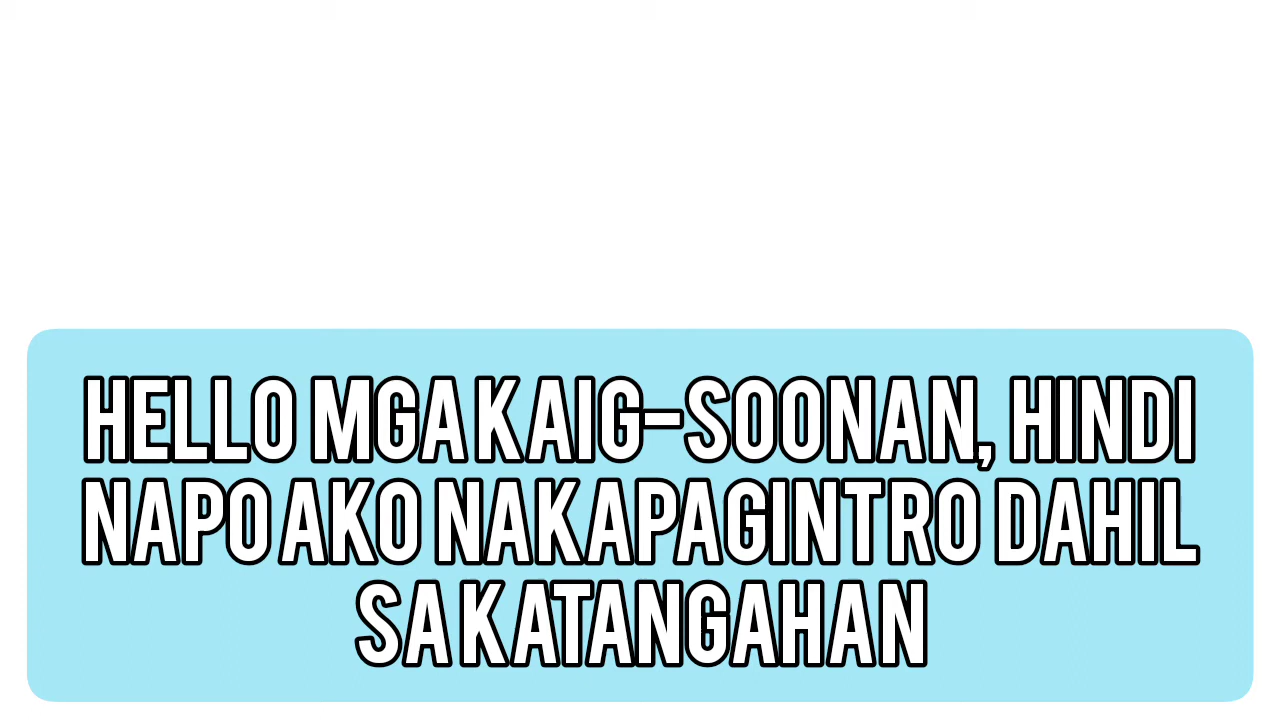 HELLO MGA KAIG-SOONAN, HINDI
NAPO AKO NAKAPAGINTRO DAHIL
SA KATANGAHAN